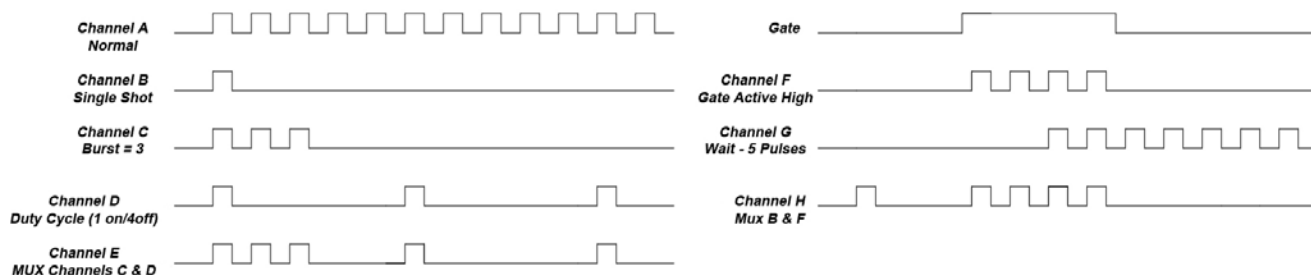 Channel A
Normal
Channel B
Single Shot
Channel C
Burst = 3
Channel D
Duty Cycle (1 on/4off)
Channel E
MUX Channels C & D
Gate
Channel F
Gate Active High
Channel G
Wait - 5 Pulses
Channel H
Mux B & F